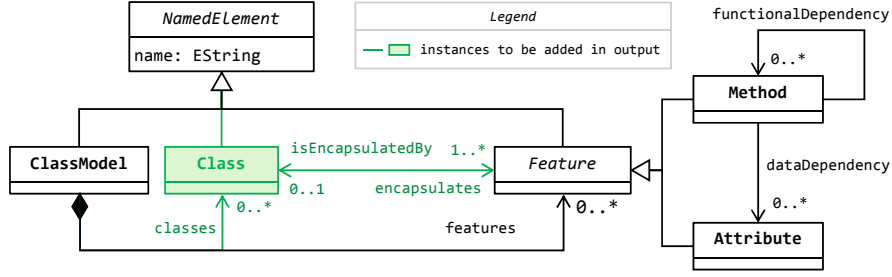 NamedElement
name: EString
Legend
instances to be added in output
functionalDependency
0..*
Method
ClassModel
Class
isEncapsulatedBy
1..*
Feature
0..1
encapsulates
dataDependency
0..*
0..*
0..*
classes
features
Attribute